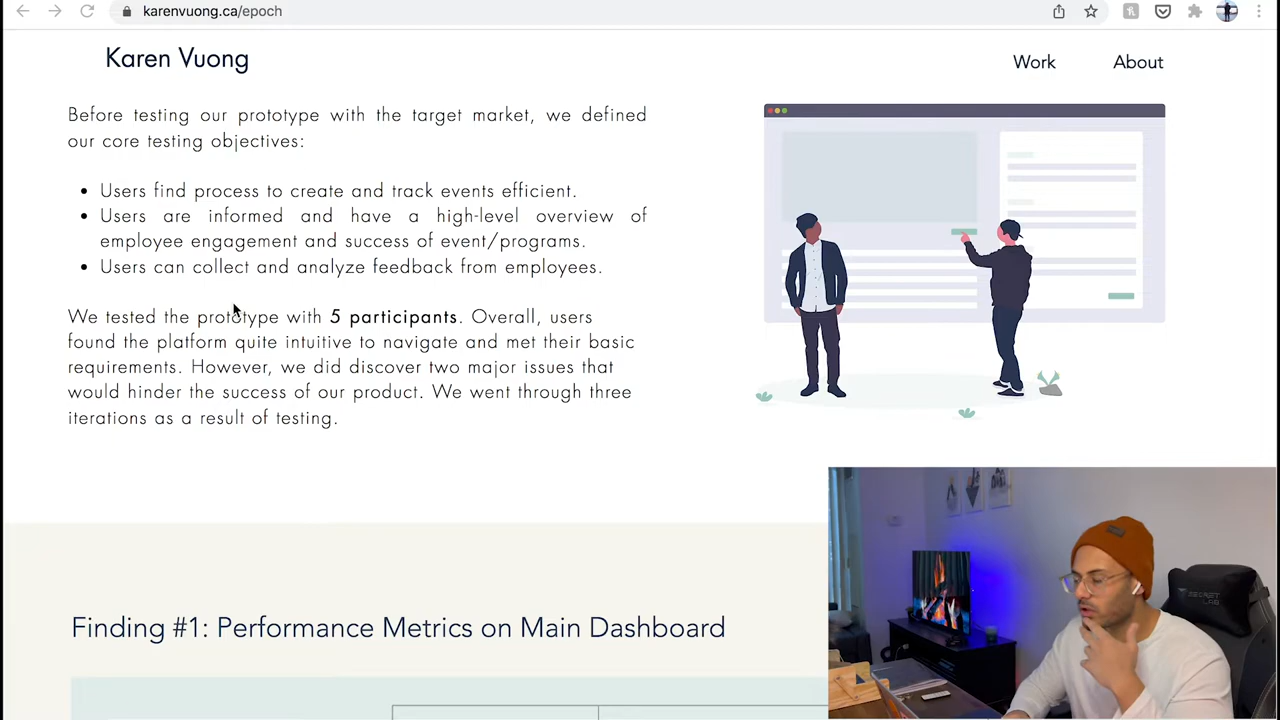 karenvuong.ca/epoch
Karen Vuong
Work
About
Before testing our prototype with the target market, we defined
our core testing objectives:
• Users find process to create and track events efficient.
• Users are informed and have a high-level overview of
employee engagement and success of event/programs.
• Users can collect and analyze feedback from employees.
We tested the prototype with 5 participants. Overall, users
found the platform quite intuitive to navigate and met their basic
requirements. However, we did discover two major issues that
would hinder the success of our product. We went through three
iterations as a result of testing.
Finding #1: Performance Metrics on Main Dashboard
SECRET
LAB